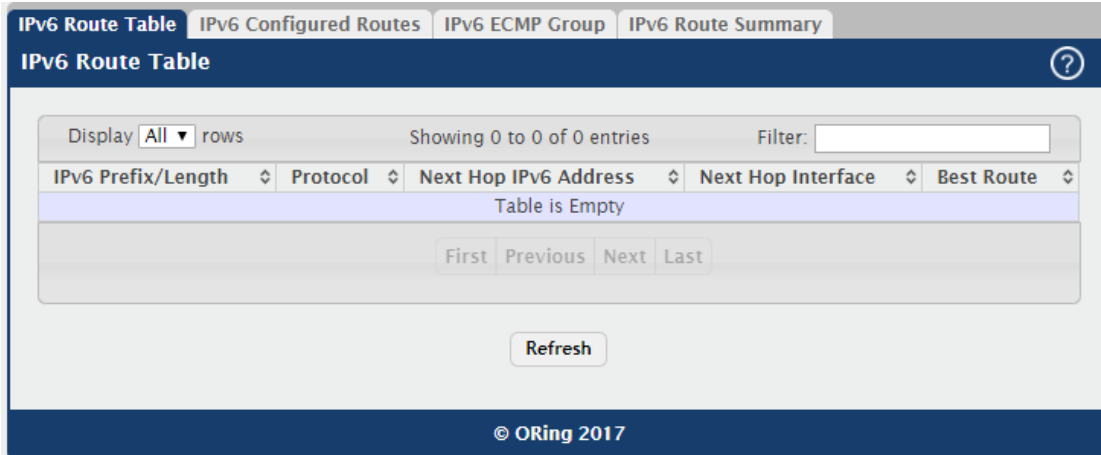 IPv6 Route Table IPv6 Configured Routes IPv6 ECMP Group IPv6 Route Summary
IPv6 Route Table ?
Display All ▼ rows Showing 0 to 0 of 0 entries Filter:
IPv6 Prefix/Length Protocol Next Hop IPv6 Address Next Hop Interface Best Route
Table is Empty
First Previous Next Last
Refresh
© ORing 2017